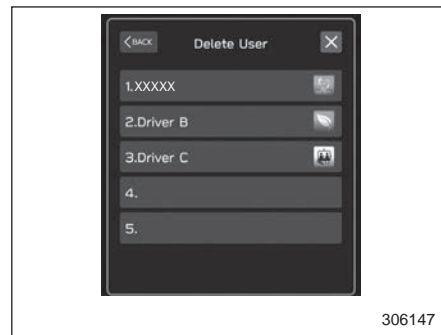 BACK Delete User
1.XXXXX
2.Driver B
3.Driver C
4.
5.
306147